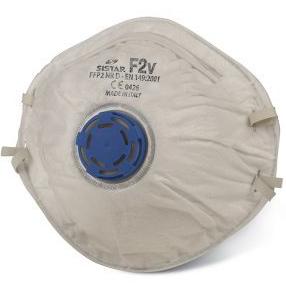 SISTAR F2v
FFP2 NR D - EN 149:2001
CE 0426
MADE IN ITALY